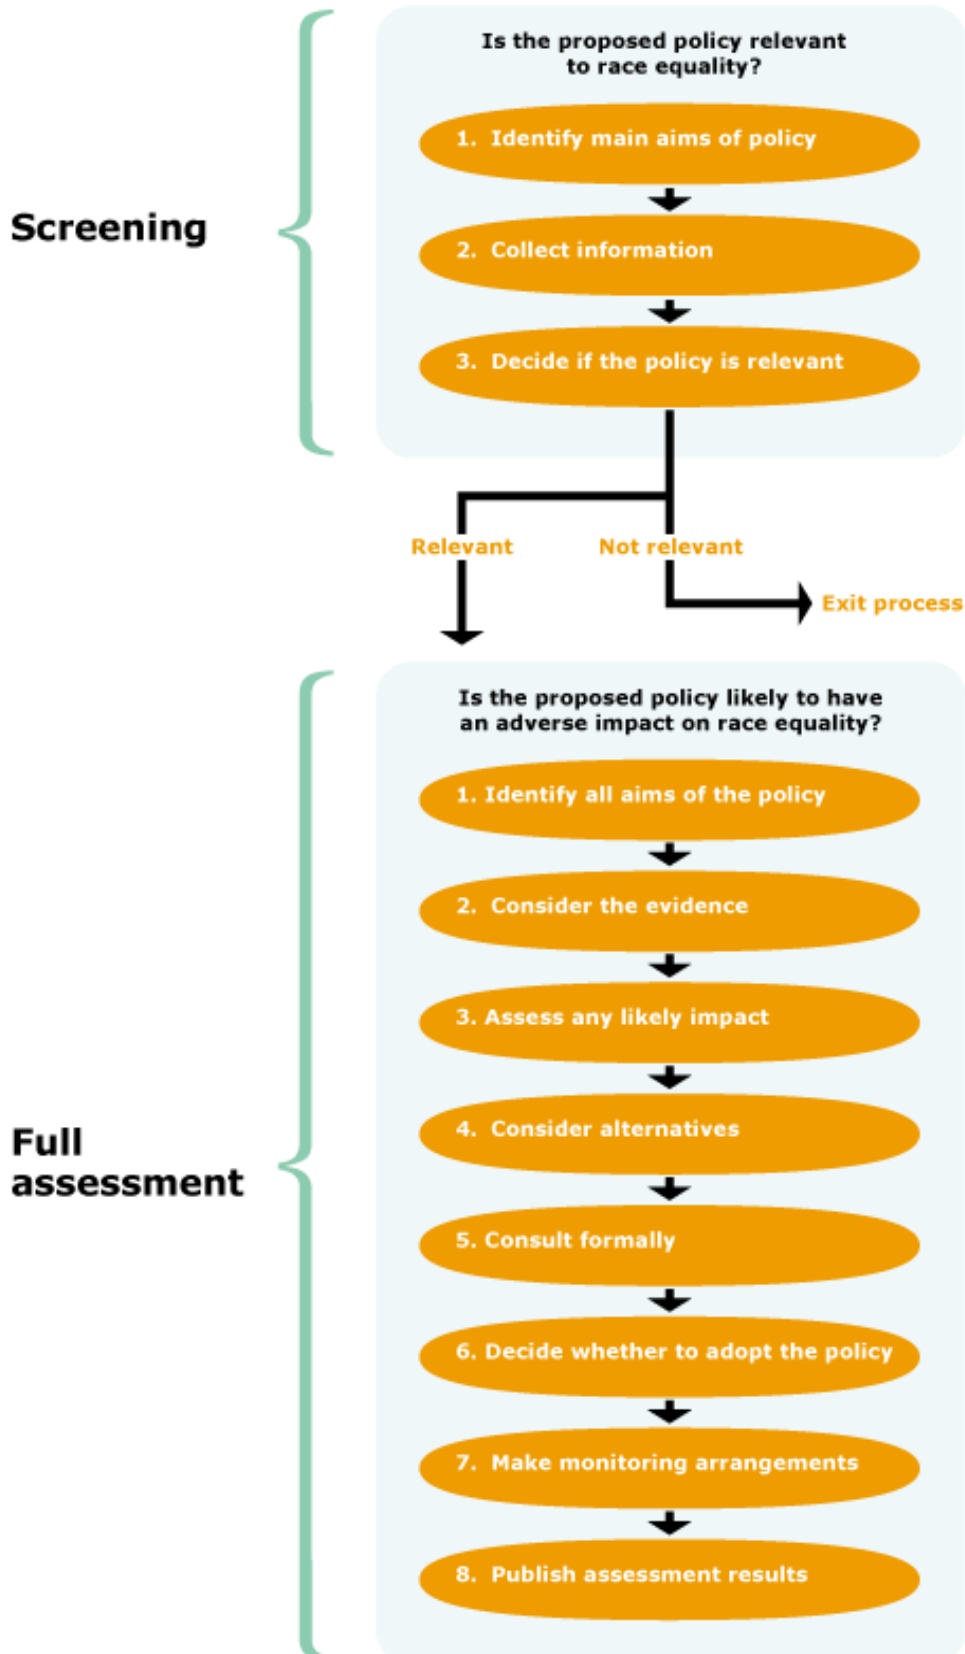 Is the proposed policy relevant
to race equality?
1. Identify main aims of policy
Screening
2. Collect information
3. Decide if the policy is relevant
Relevant
Not relevant
Exit process
Is the proposed policy likely to have
an adverse impact on race equality?
1. Identify all aims of the policy
2. Consider the evidence
3. Assess any likely impact
4. Consider alternatives
Full
assessment
5. Consult formally
6. Decide whether to adopt the policy
7. Make monitoring arrangements
8. Publish assessment results